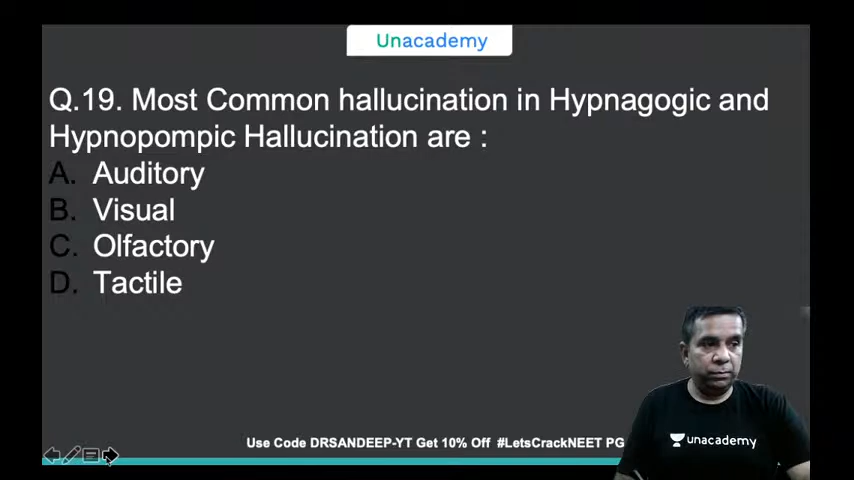 Unacademy
Q.19. Most Common hallucination in Hypnagogic and
Hypnopompic Hallucination are :
A. Auditory
B. Visual
C. Olfactory
D. Tactile
unacademy
Use Code DRSANDEEP-YT Get 10% Off #LetsCrackNEET PG